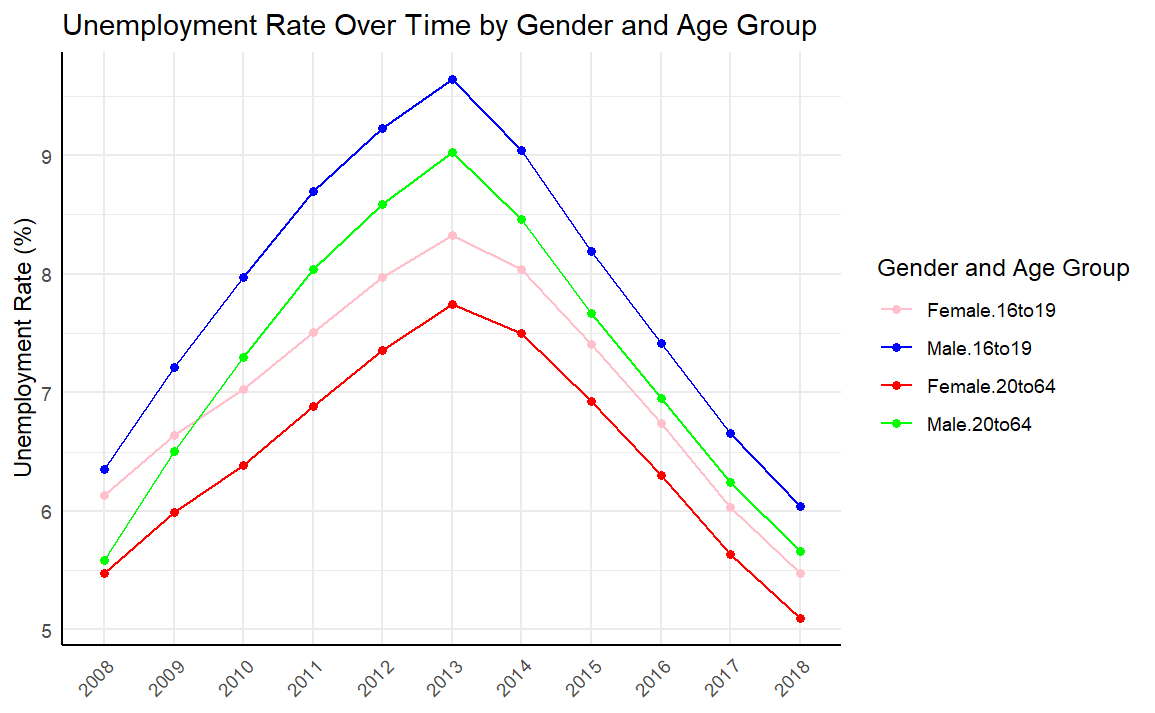 Unemployment Rate Over Time by Gender and Age Group
Unemployment Rate (%)
9
8
7
6
5
2008
2009
2010
2011
2012
2013
2014
2015
2016
2017
2018
Gender and Age Group
Female.16to19
Male.16to19
Female.20to64
Male.20to64